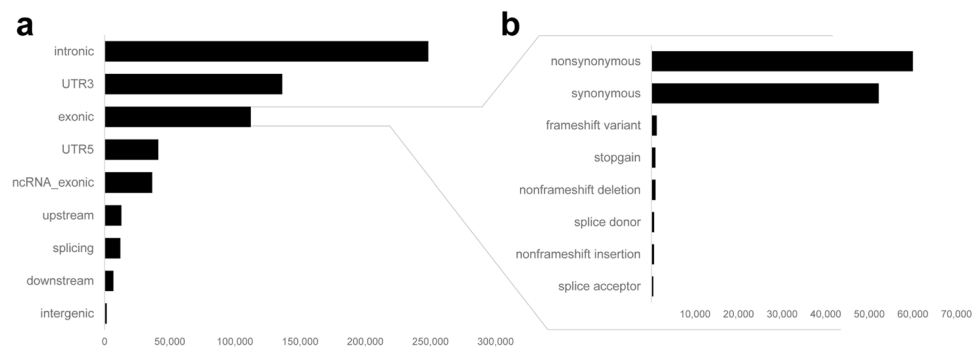 a
intronic
UTR3
exonic
UTR5
ncRNA_exonic
upstream
splicing
downstream
intergenic
0 50,000 100,000 150,000 200,000 250,000 300,000
b
nonsynonymous
synonymous
frameshift variant
stopgain
nonframeshift deletion
splice donor
nonframeshift insertion
splice acceptor
10,000 20,000 30,000 40,000 50,000 60,000 70,000